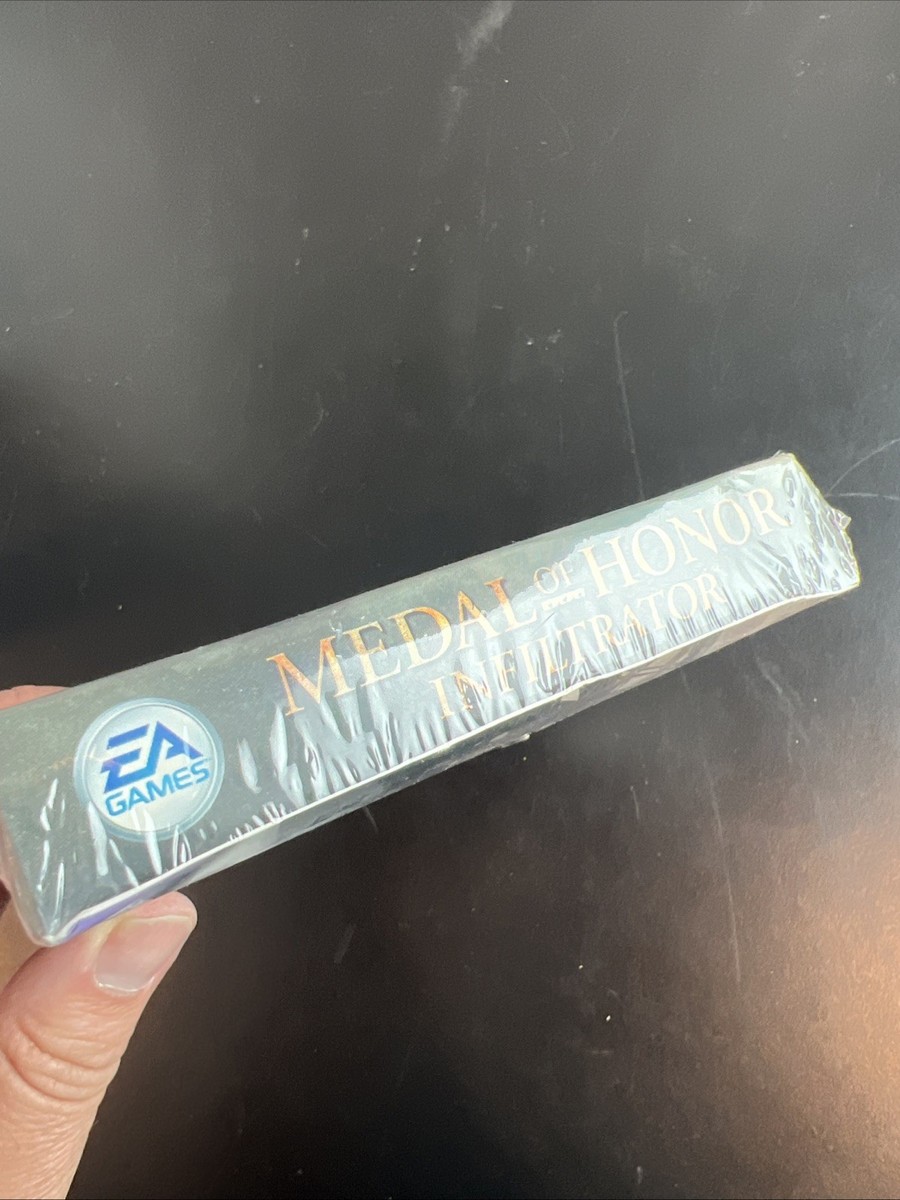 MEDAL OF HONOR
INFILTRATOR
EA
GAMES